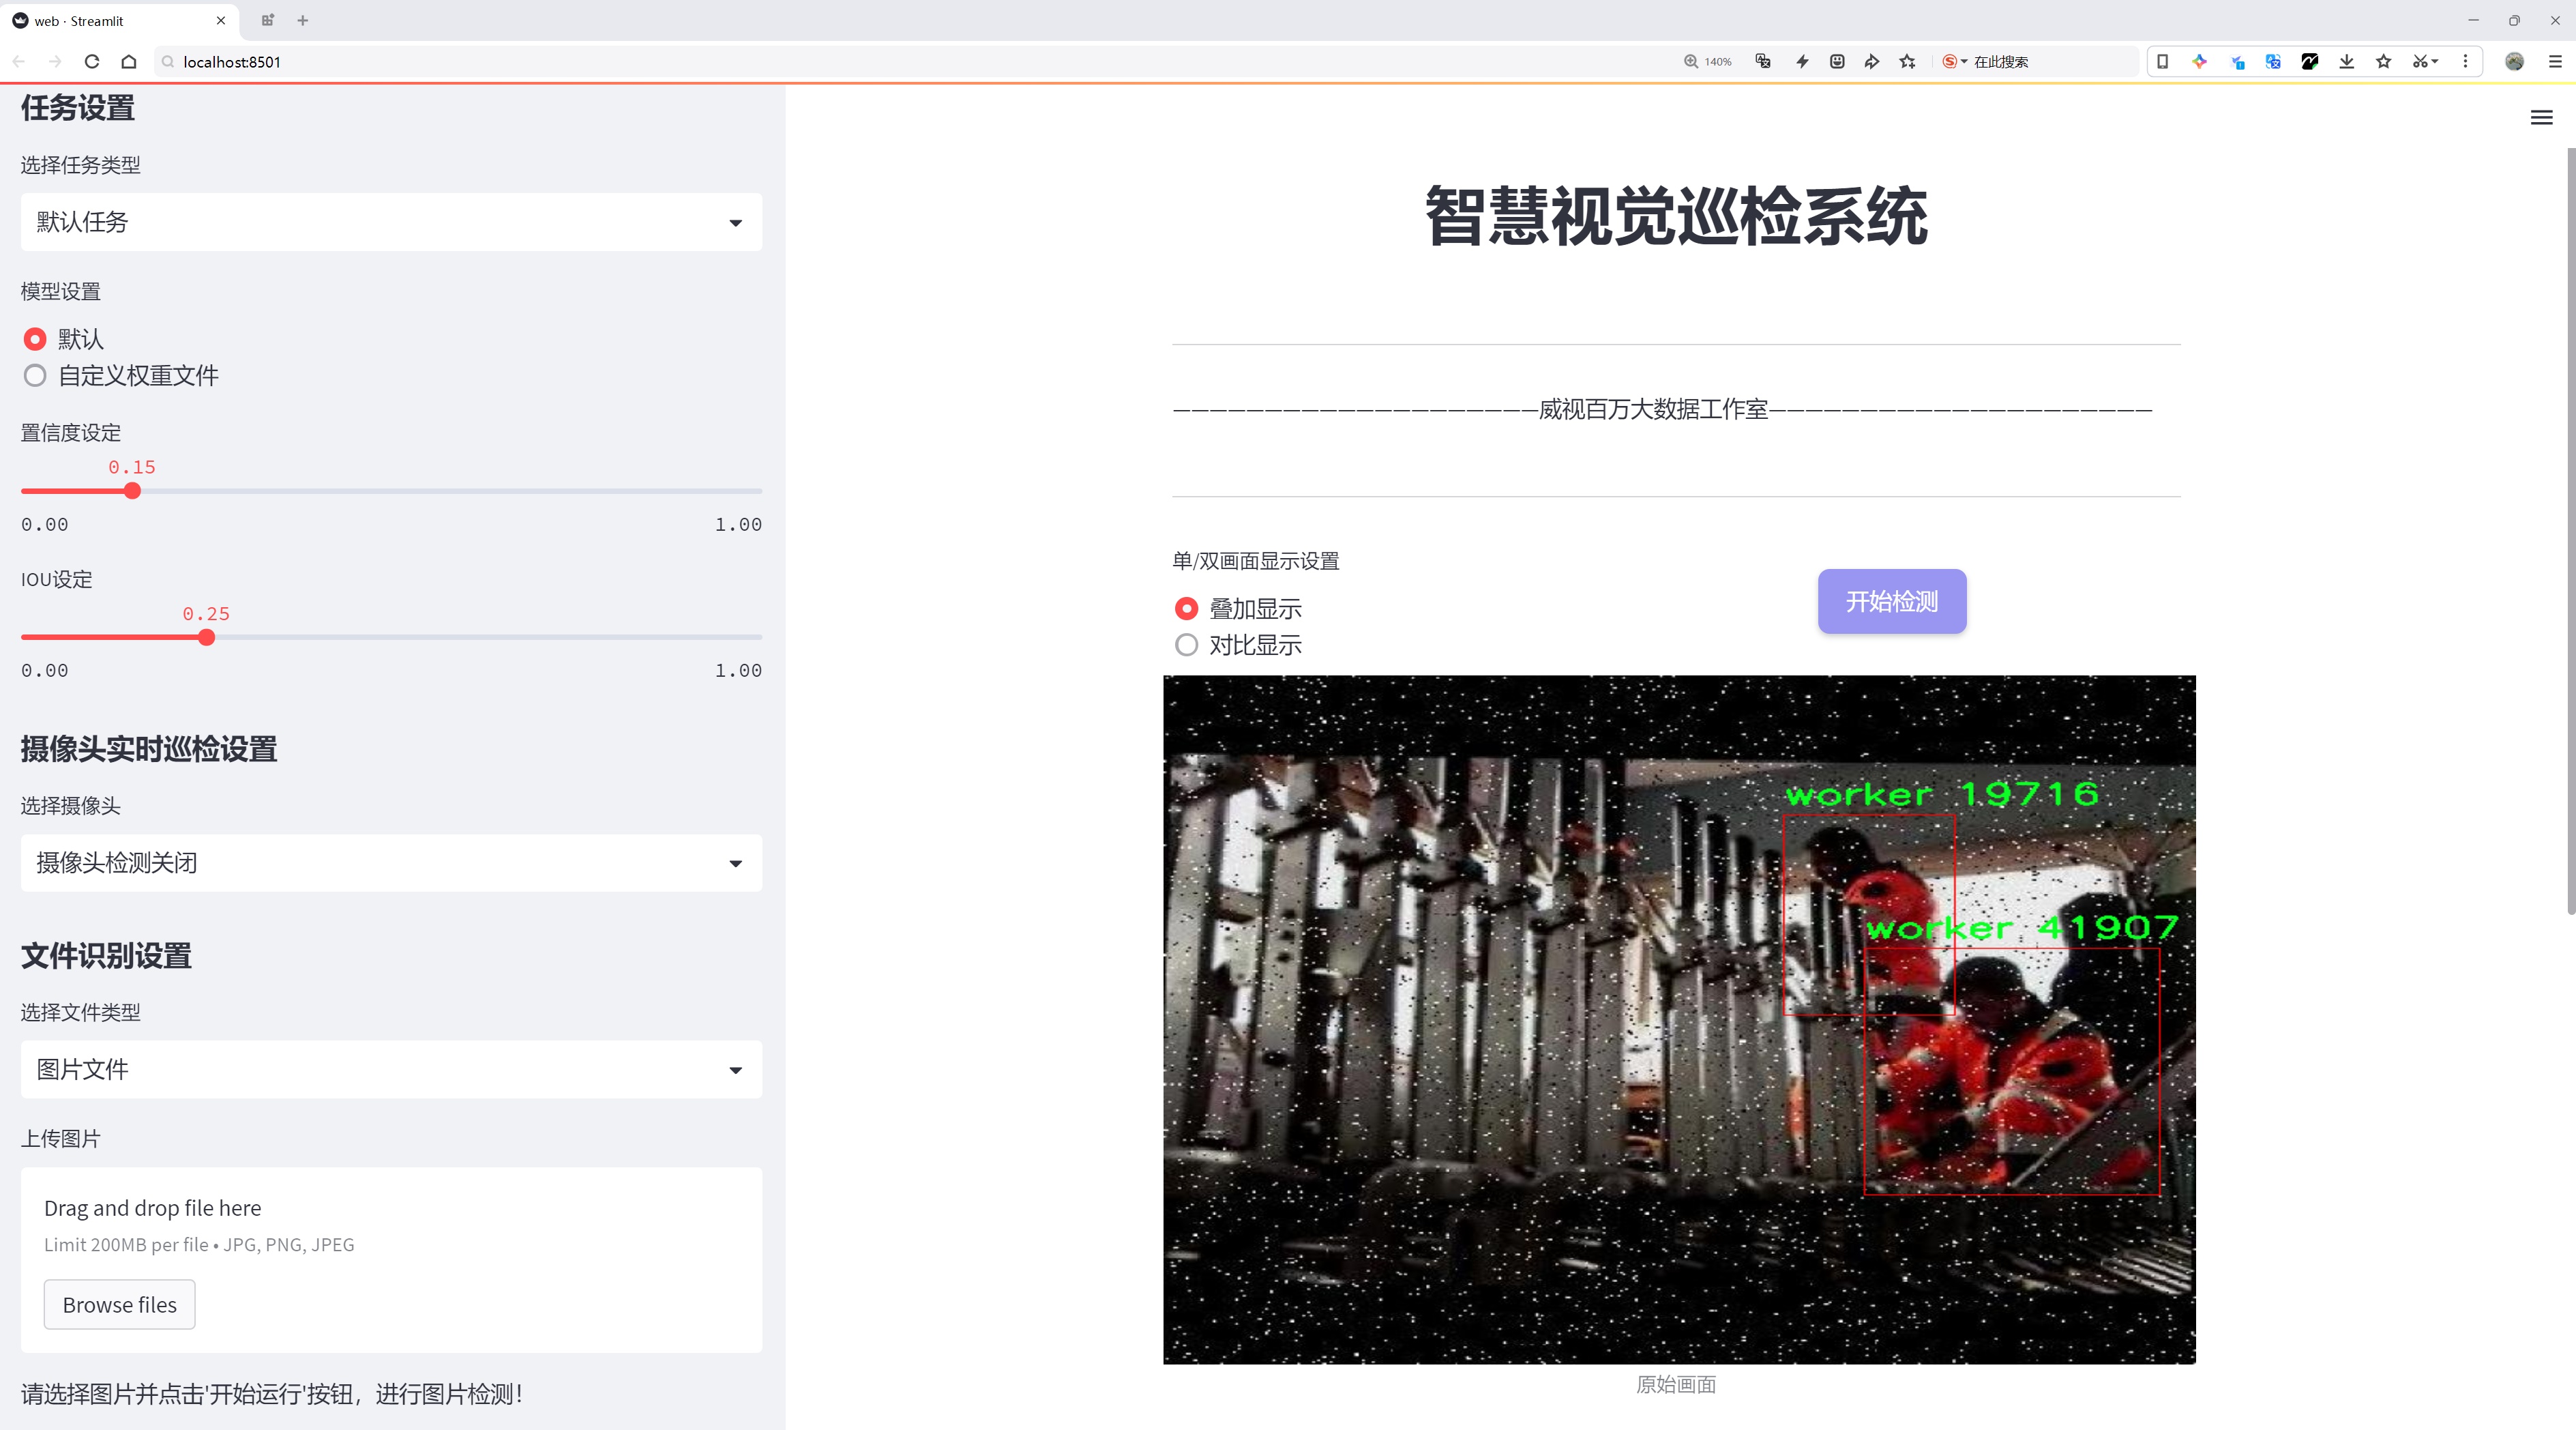 web · Streamlit
localhost:8501
140%
在此搜索
任务设置
选择任务类型
默认任务
模型设置
默认
自定义权重文件
置信度设定
0.15
0.00 1.00
IOU设定
0.25
0.00 1.00
摄像头实时巡检设置
选择摄像头
摄像头检测关闭
文件识别设置
选择文件类型
图片文件
上传图片
Drag and drop file here
Limit 200MB per file • JPG, PNG, JPEG
Browse files
请选择图片并点击'开始运行'按钮，进行图片检测！
智慧视觉巡检系统
————————————————————威视百万大数据工作室—————————————————————
单/双画面显示设置
叠加显示
对比显示
开始检测
worker 19716
worker 41907
原始画面